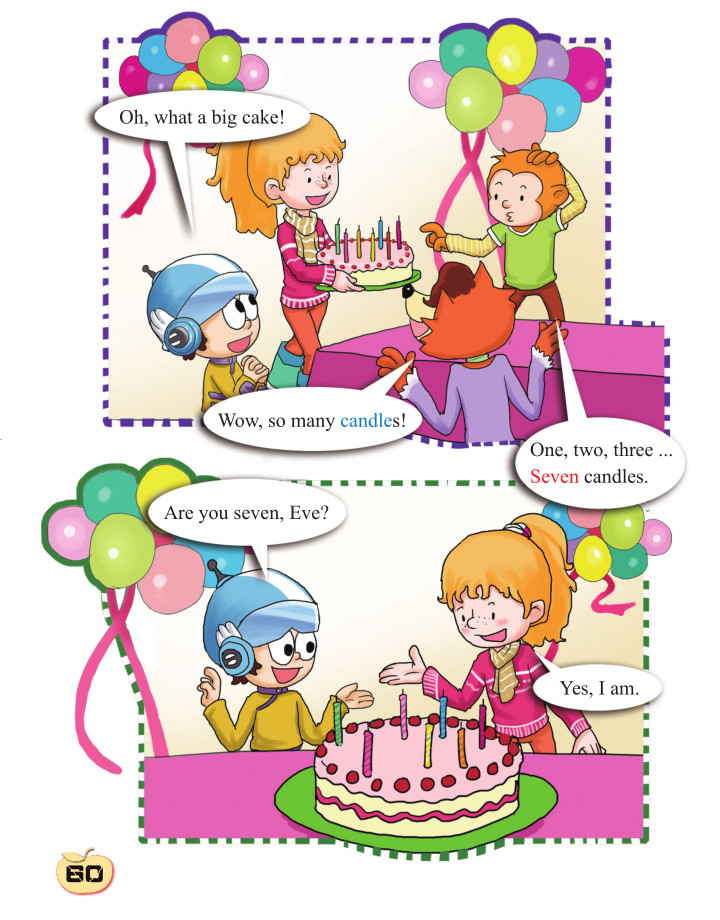 Oh, what a big cake!
Wow, so many candles!
One, two, three ...
Seven candles.
Are you seven, Eve?
Yes, I am.
60